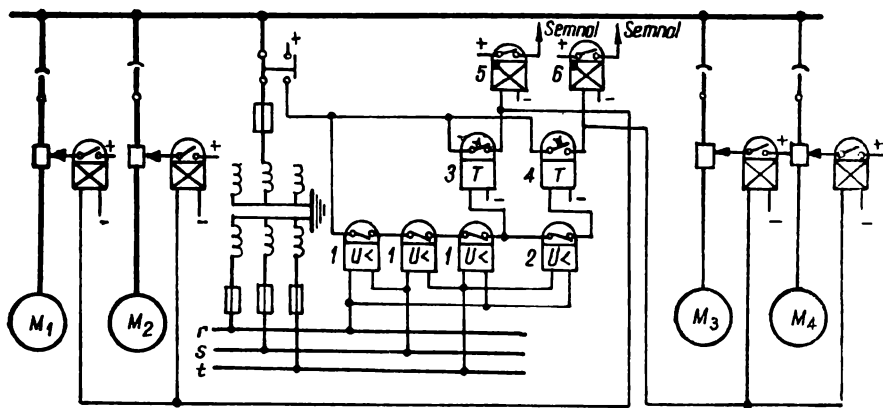 Semnal Semnal
+ + +
5 6
- -
+ + + +
3 T 4 T
- - - -
- -
1 U< 1 U< 1 U< 2 U<
M1 M2 M3 M4
r
s
t